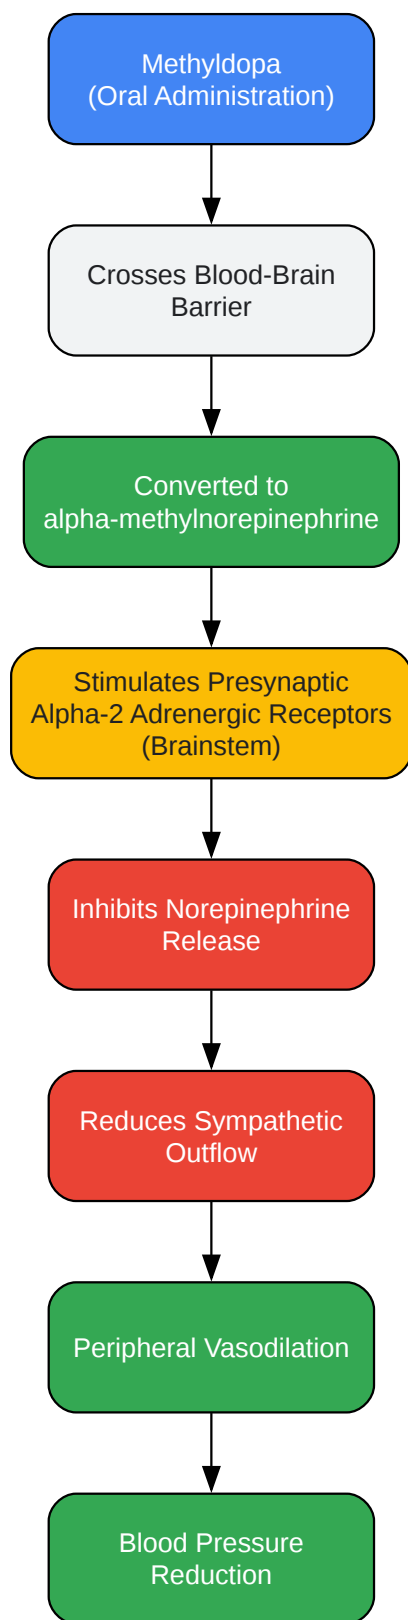 Methyldopa
(Oral Administration)
Crosses Blood-Brain
Barrier
Converted to
alpha-methylnorepinephrine
Stimulates Presynaptic
Alpha-2 Adrenergic Receptors
(Brainstem)
Inhibits Norepinephrine
Release
Reduces Sympathetic
Outflow
Peripheral Vasodilation
Blood Pressure
Reduction